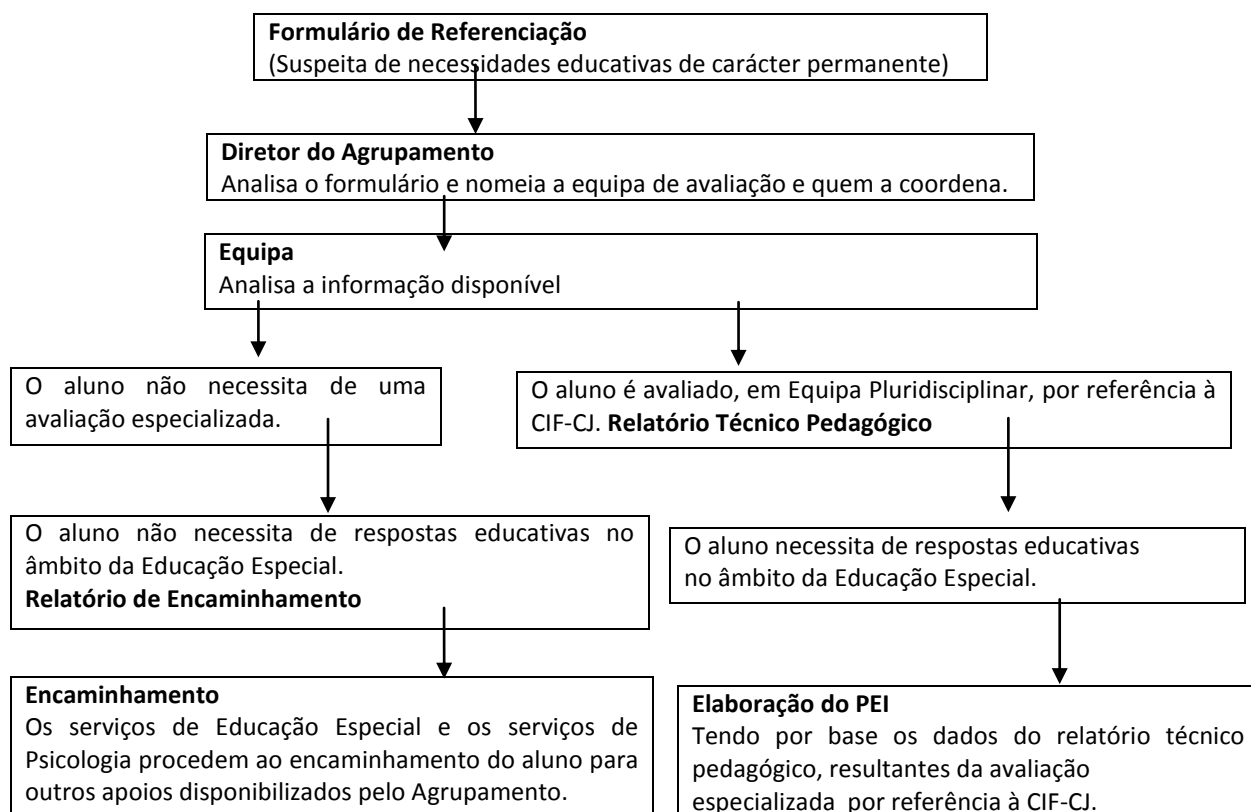 Formulário de Referenciação
(Suspeita de necessidades educativas de carácter permanente)
Diretor do Agrupamento
Analisa o formulário e nomeia a equipa de avaliação e quem a coordena.
Equipa
Analisa a informação disponível
O aluno não necessita de uma
avaliação especializada.
O aluno é avaliado, em Equipa Pluridisciplinar, por referência à
CIF-CJ. Relatório Técnico Pedagógico
O aluno não necessita de respostas educativas no
âmbito da Educação Especial.
Relatório de Encaminhamento
O aluno necessita de respostas educativas
no âmbito da Educação Especial.
Encaminhamento
Os serviços de Educação Especial e os serviços de
Psicologia procedem ao encaminhamento do aluno para
outros apoios disponibilizados pelo Agrupamento.
Elaboração do PEI
Tendo por base os dados do relatório técnico
pedagógico, resultantes da avaliação
especializada por referência à CIF-CJ.